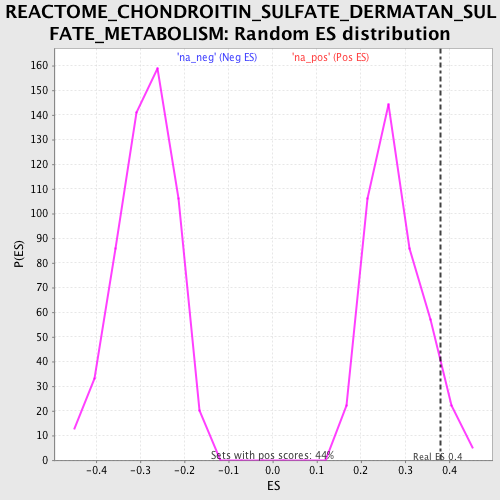 REACTOME_CHONDROITIN_SULFATE_DERMATAN_SUL
FATE_METABOLISM: Random ES distribution
'na_neg' (Neg ES) 'na_pos' (Pos ES)
160
150
140
130
120
110
100
90
80
70
60
50
40
30
20
10
0
P(ES)
Sets with pos scores: 44%
Real ES 0.4
-0.4 -0.3 -0.2 -0.1 0.0 0.1 0.2 0.3 0.4
ES